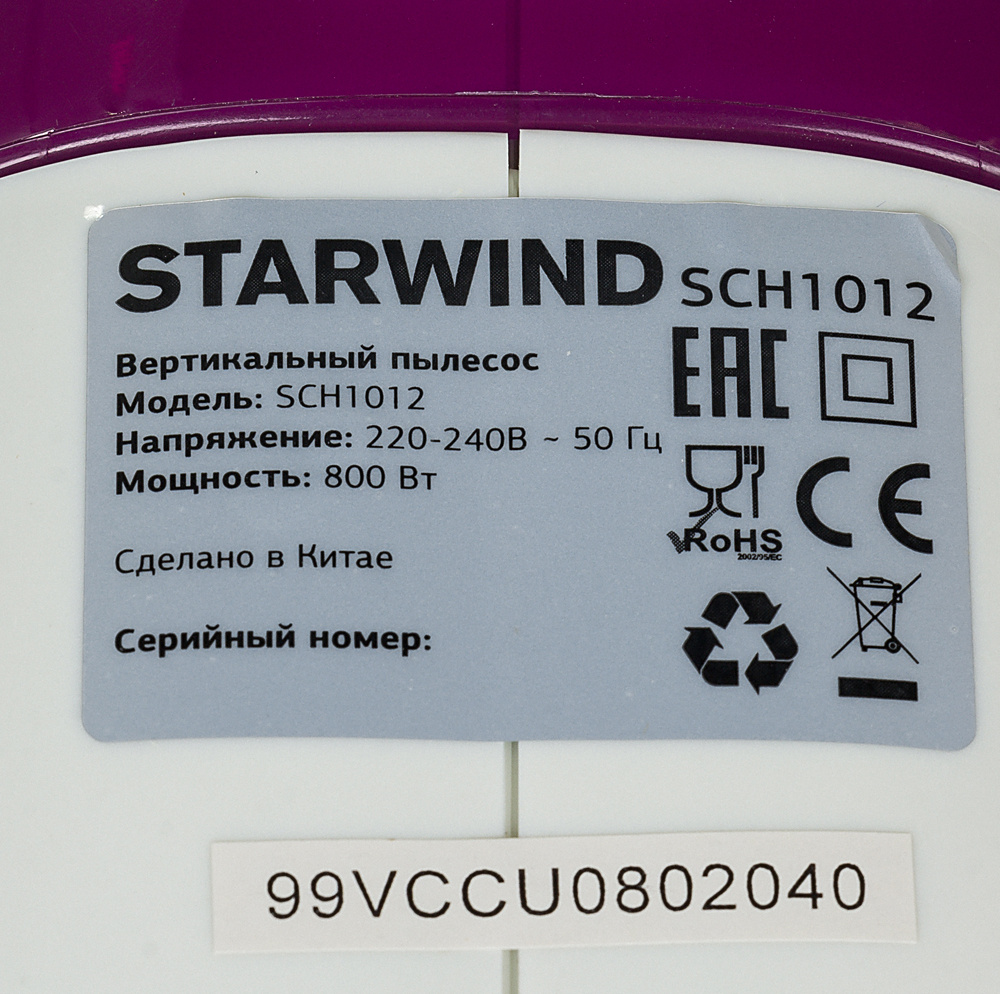 STARWIND SCH1012
Вертикальный пылесос
Модель: SCH1012
Напряжение: 220-240В ~ 50 Гц
Мощность: 800 Вт
Сделано в Китае
Серийный номер:
EAC
CE
RoHS
2002/95/EC
99VCCU0802040